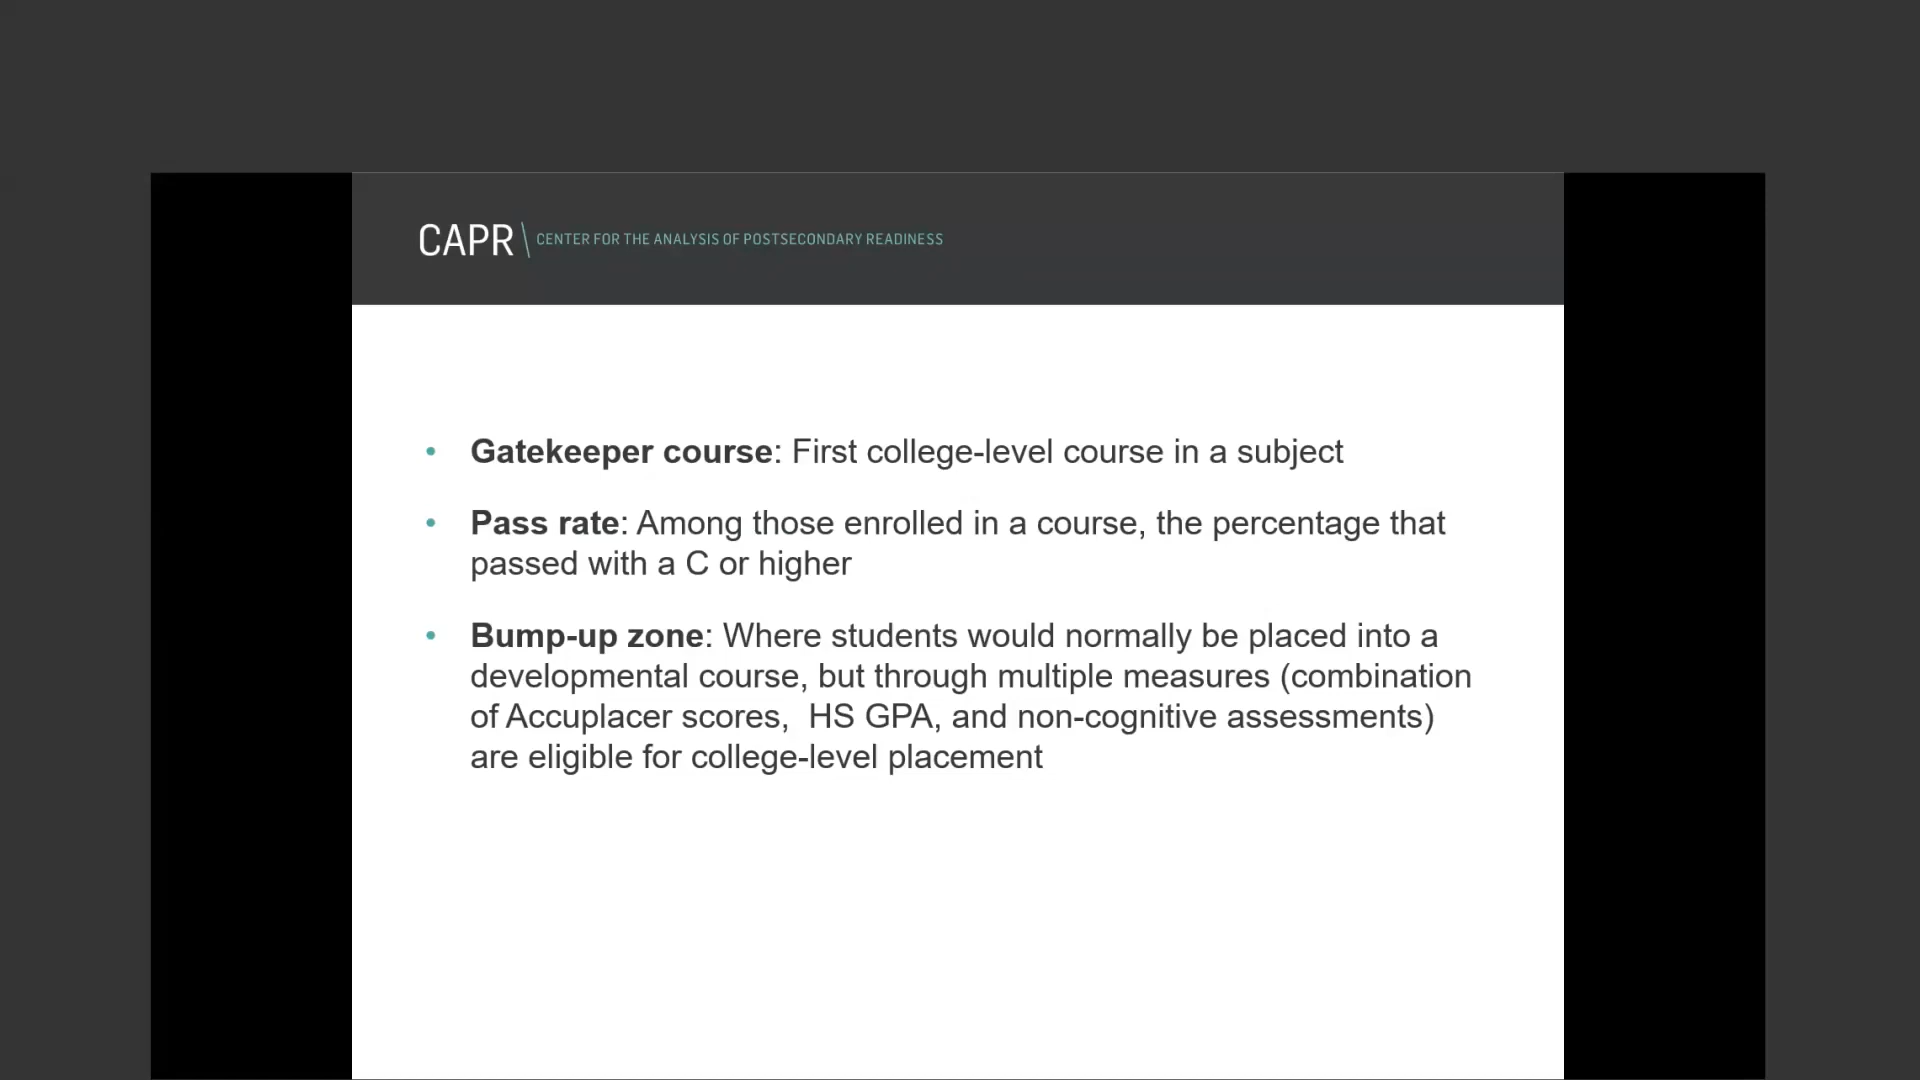 CAPR \ CENTER FOR THE ANALYSIS OF POSTSECONDARY READINESS
• Gatekeeper course: First college-level course in a subject
• Pass rate: Among those enrolled in a course, the percentage that
passed with a C or higher
• Bump-up zone: Where students would normally be placed into a
developmental course, but through multiple measures (combination
of Accuplacer scores,  HS GPA, and non-cognitive assessments)
are eligible for college-level placement